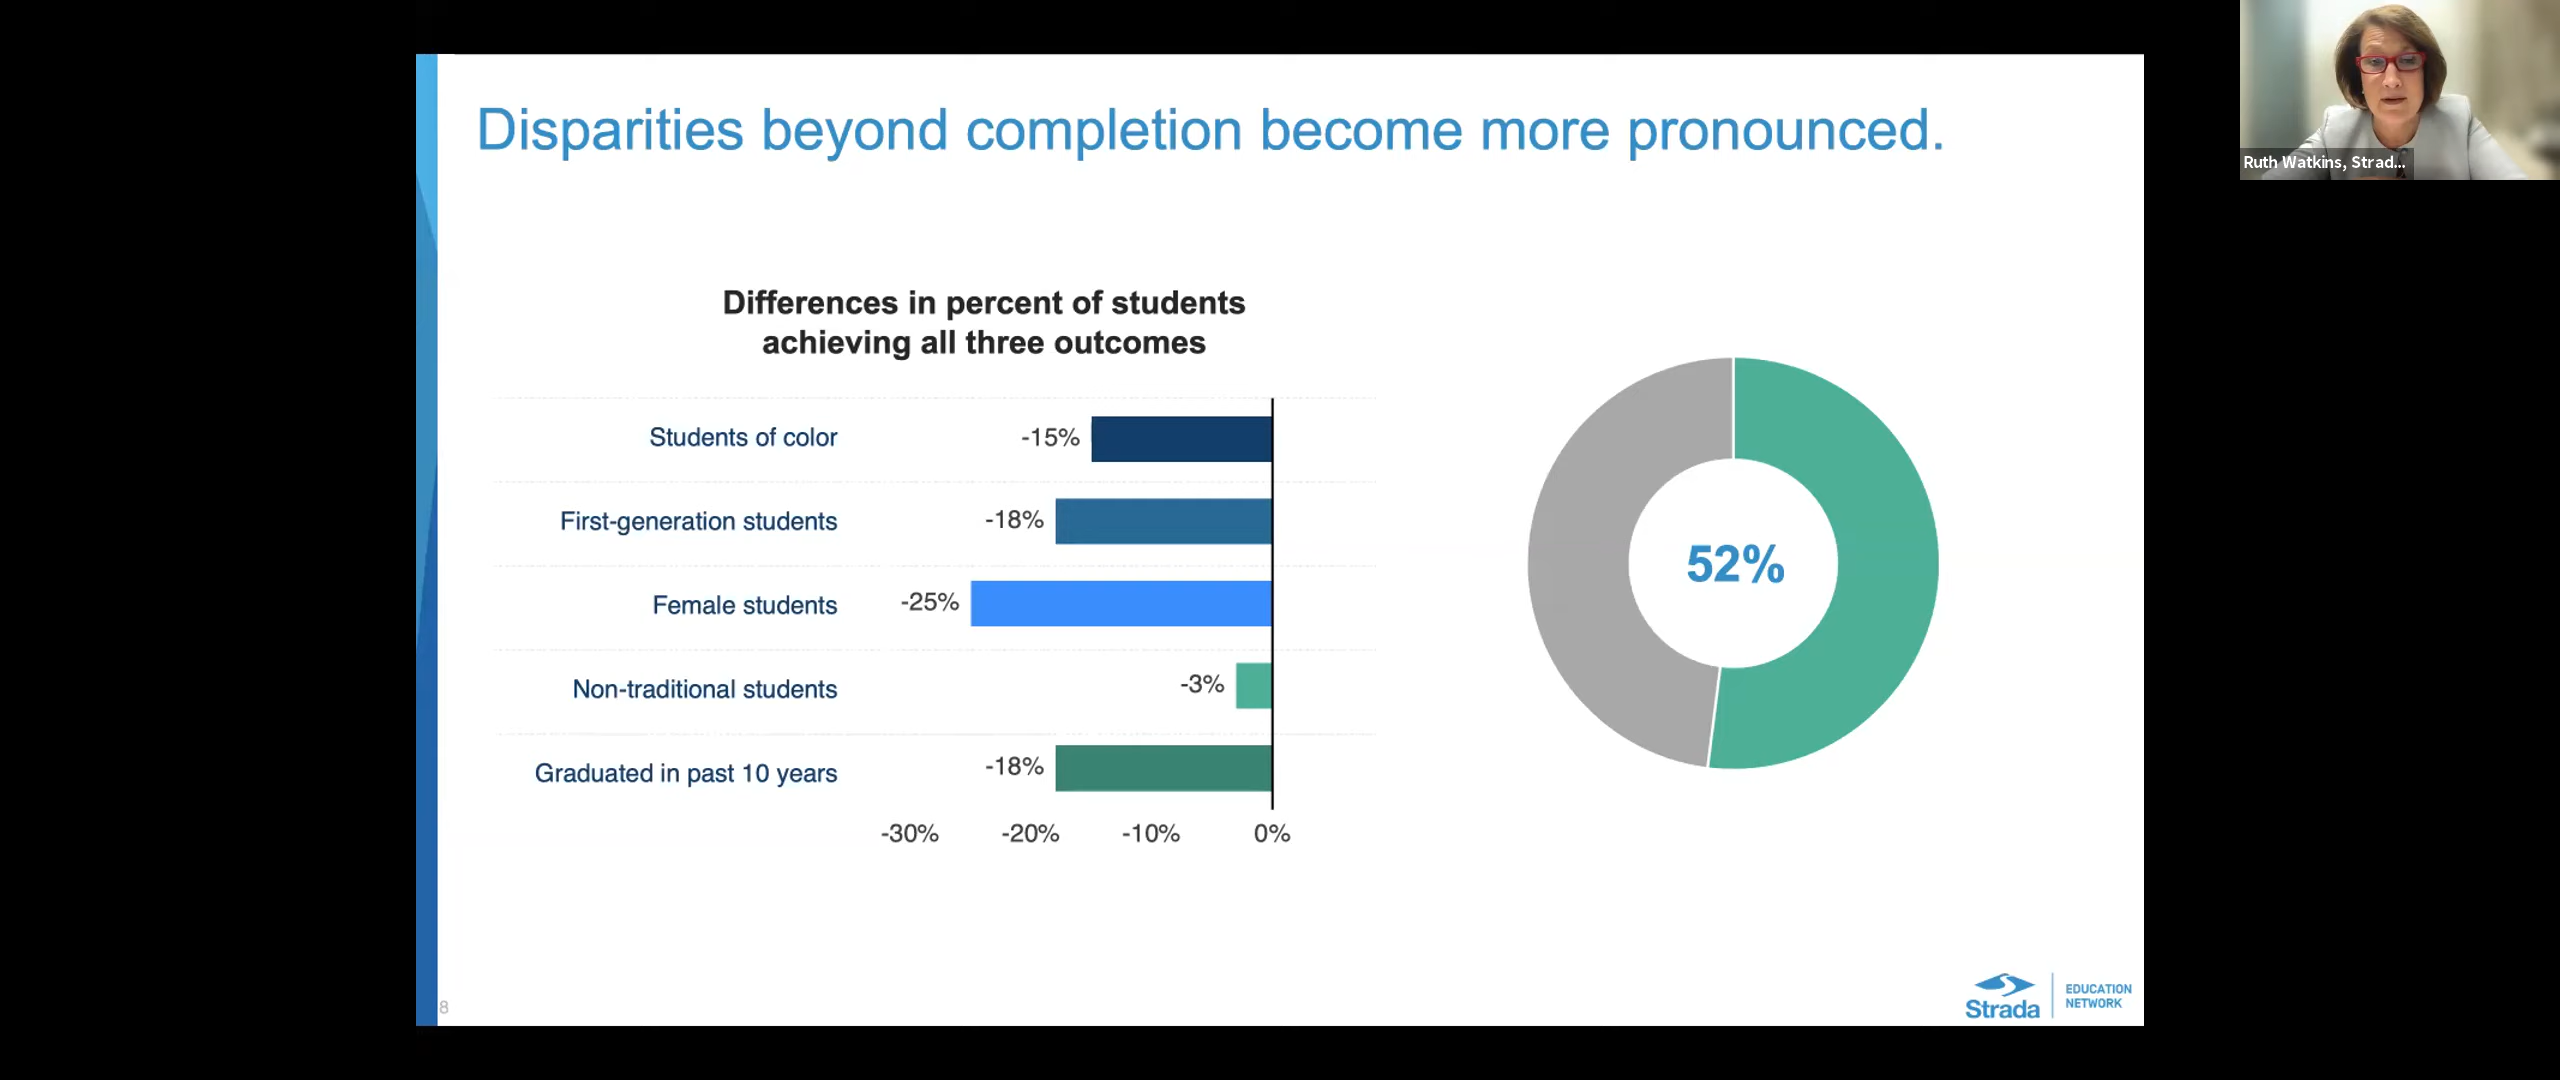 Disparities beyond completion become more pronounced.
Ruth Watkins, Strad...
Differences in percent of students
achieving all three outcomes
Students of color
-15%
First-generation students
-18%
Female students
-25%
Non-traditional students
-3%
Graduated in past 10 years
-18%
-30%
-20%
-10%
0%
52%
8
Strada
EDUCATION
NETWORK